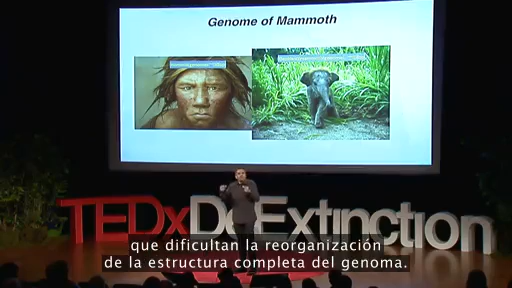 Genome of Mammoth
TEDxDeExtinction
que dificultan la reorganización
de la estructura completa del genoma.